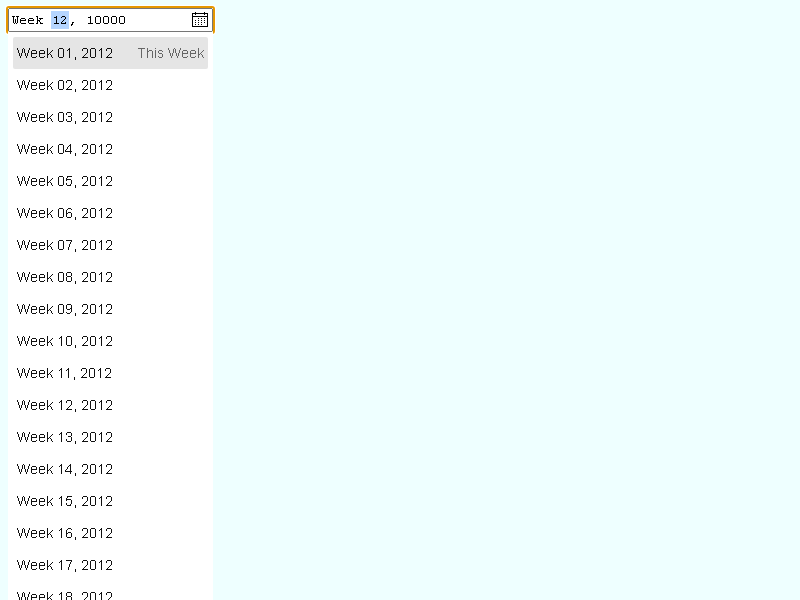 Week 12, 10000
Week 01, 2012 This Week
Week 02, 2012
Week 03, 2012
Week 04, 2012
Week 05, 2012
Week 06, 2012
Week 07, 2012
Week 08, 2012
Week 09, 2012
Week 10, 2012
Week 11, 2012
Week 12, 2012
Week 13, 2012
Week 14, 2012
Week 15, 2012
Week 16, 2012
Week 17, 2012
Week 18, 2012